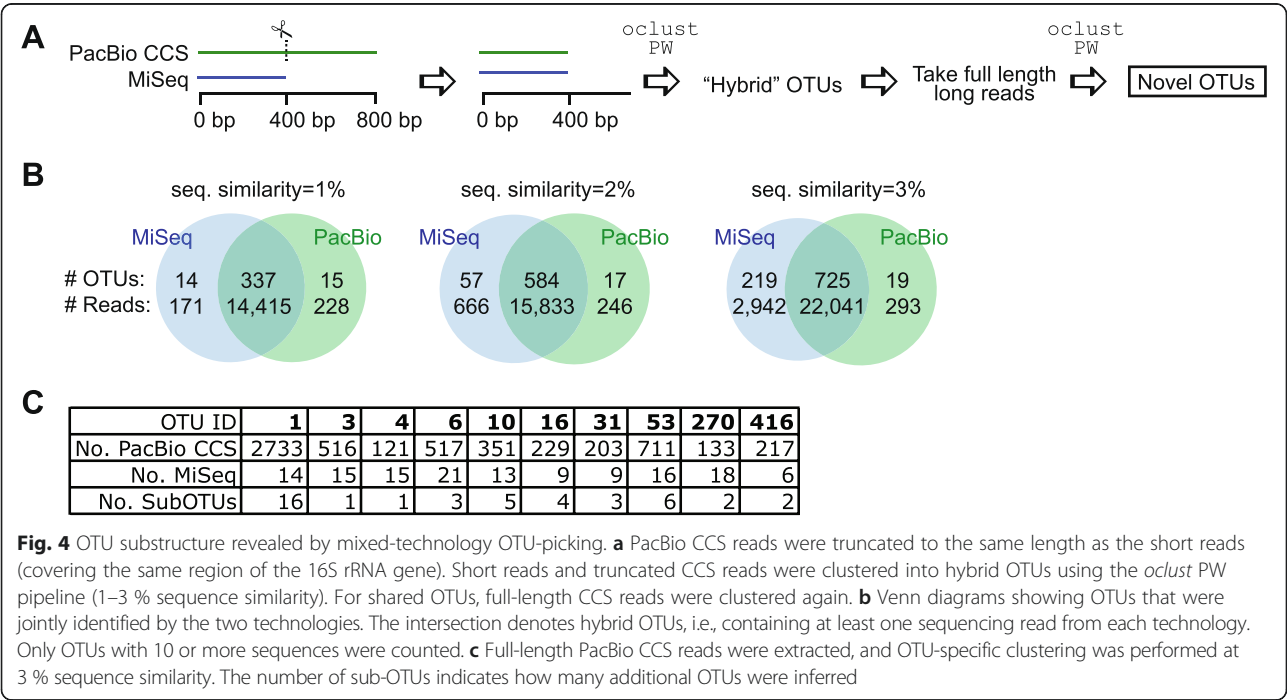 A
PacBio CCS
MiSeq
0 bp 400 bp 800 bp
0 bp 400 bp
oclust
PW
“Hybrid” OTUs
Take full length
long reads
oclust
PW
Novel OTUs
B
seq. similarity=1% seq. similarity=2% seq. similarity=3%
MiSeq PacBio MiSeq PacBio MiSeq PacBio
# OTUs: 14 337 15 57 584 17 219 725 19
# Reads: 171 14,415 228 666 15,833 246 2,942 22,041 293
C
OTU ID 1 3 4 6 10 16 31 53 270 416
No. PacBio CCS 2733 516 121 517 351 229 203 711 133 217
No. MiSeq 14 15 15 21 13 9 9 16 18 6
No. SubOTUs 16 1 1 3 5 4 3 6 2 2
Fig. 4 OTU substructure revealed by mixed-technology OTU-picking. a PacBio CCS reads were truncated to the same length as the short reads
(covering the same region of the 16S rRNA gene). Short reads and truncated CCS reads were clustered into hybrid OTUs using the oclust PW
pipeline (1–3 % sequence similarity). For shared OTUs, full-length CCS reads were clustered again. b Venn diagrams showing OTUs that were
jointly identified by the two technologies. The intersection denotes hybrid OTUs, i.e., containing at least one sequencing read from each technology.
Only OTUs with 10 or more sequences were counted. c Full-length PacBio CCS reads were extracted, and OTU-specific clustering was performed at
3 % sequence similarity. The number of sub-OTUs indicates how many additional OTUs were inferred